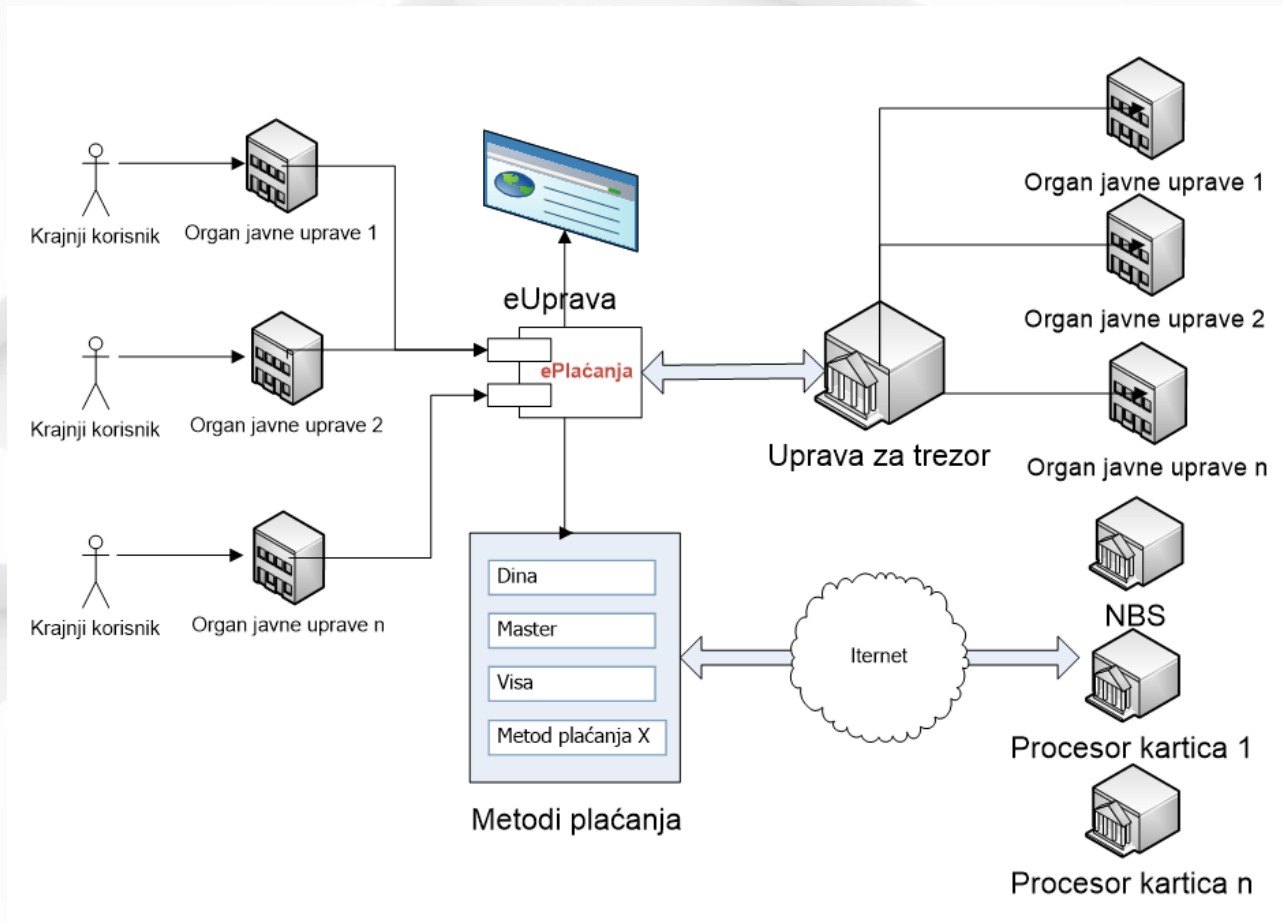 Krajnji korisnik
Organ javne uprave 1
Krajnji korisnik
Organ javne uprave 2
Krajnji korisnik
Organ javne uprave n
eUprava
ePlaćanja
Dina
Master
Visa
Metod plaćanja X
Metodi plaćanja
Uprava za trezor
Organ javne uprave 1
Organ javne uprave 2
Organ javne uprave n
Iternet
NBS
Procesor kartica 1
Procesor kartica n